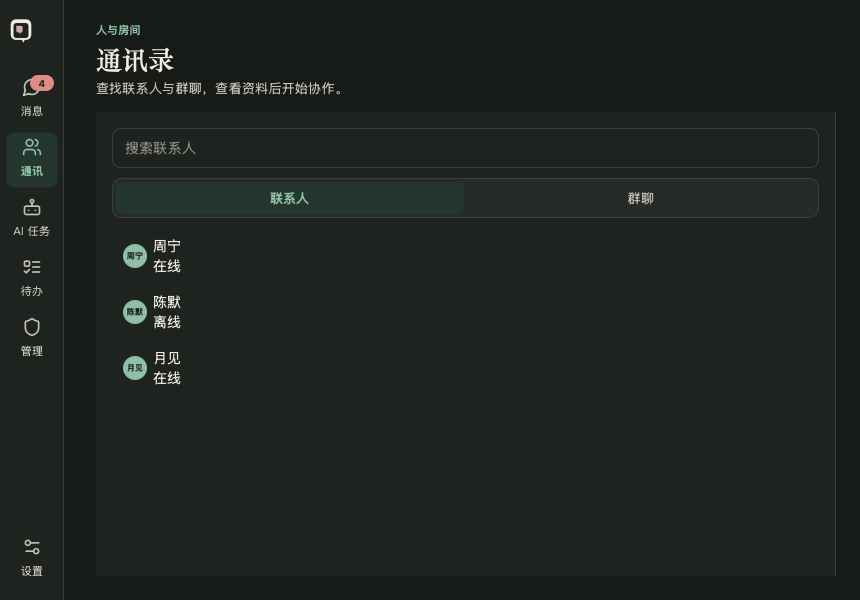 4
消息
通讯
AI 任务
待办
管理
设置
人与房间
通讯录
查找联系人与群聊，查看资料后开始协作。
搜索联系人
联系人
群聊
周宁
周宁
在线
陈默
陈默
离线
月见
月见
在线